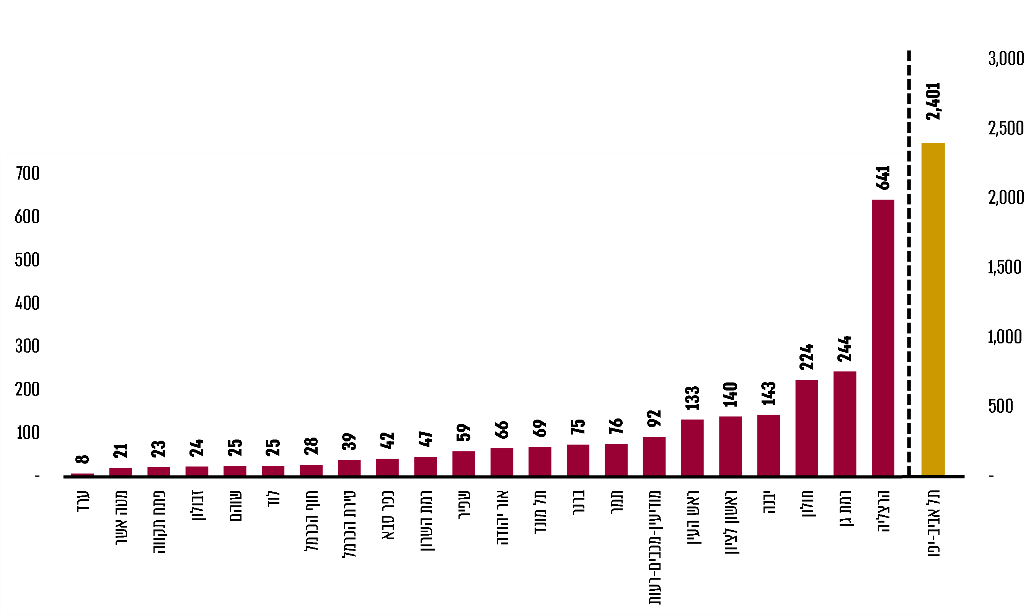 3,000
2,500
2,000
1,500
1,000
500
-
700
600
500
400
300
200
100
-
8
21
23
24
25
25
28
39
42
47
59
66
69
75
76
92
133
140
143
224
244
641
2,401
ערד
מטה אשר
פתח תקווה
זבולון
שוהם
לוד
חוף הכרמל
טירת הכרמל
כפר סבא
רמת השרון
שפיר
אור יהודה
תל מונד
ברנר
תמר
מודיעין-מכבים-רעות
ראש העין
ראשון לציון
יבנה
חולון
רמת גן
הרצליה
תל אביב-יפו